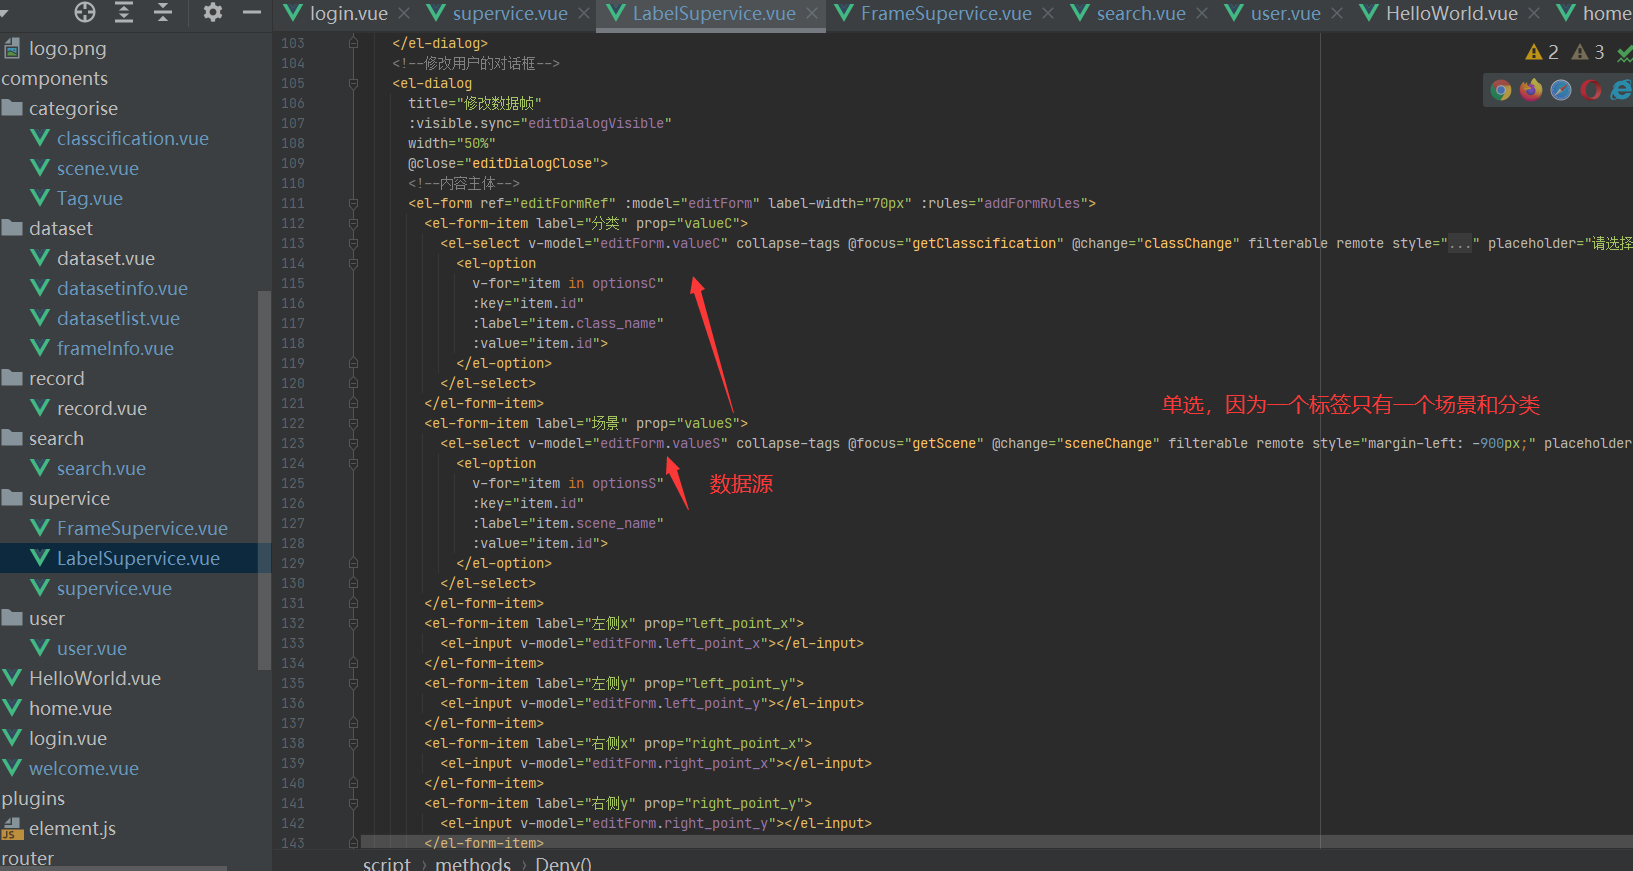 login.vue
supervice.vue
LabelSupervice.vue
FrameSupervice.vue
search.vue
user.vue
HelloWorld.vue
home
logo.png
components
categorise
classcification.vue
scene.vue
Tag.vue
dataset
dataset.vue
datasetinfo.vue
datasetlist.vue
frameInfo.vue
record
record.vue
search
search.vue
supervice
FrameSupervice.vue
LabelSupervice.vue
supervice.vue
user
user.vue
HelloWorld.vue
home.vue
login.vue
welcome.vue
plugins
JS element.js
router
2 3
103 </el-dialog>
104 <!--修改用户的对话框-->
105 <el-dialog
106 title="修改数据帧"
107 :visible.sync="editDialogVisible"
108 width="50%"
109 @close="editDialogClose">
110 <!--内容主体-->
111 <el-form ref="editFormRef" :model="editForm" label-width="70px" :rules="addFormRules">
112 <el-form-item label="分类" prop="valueC">
113 <el-select v-model="editForm.valueC" collapse-tags @focus="getClasscification" @change="classChange" filterable remote style="..." placeholder="请选择
114 <el-option
115 v-for="item in optionsC"
116 :key="item.id"
117 :label="item.class_name"
118 :value="item.id">
119 </el-option>
120 </el-select>
121 </el-form-item>
122 <el-form-item label="场景" prop="valueS">
123 <el-select v-model="editForm.valueS" collapse-tags @focus="getScene" @change="sceneChange" filterable remote style="margin-left: -900px;" placeholder
124 <el-option
125 v-for="item in optionsS"
126 :key="item.id"
127 :label="item.scene_name"
128 :value="item.id">
129 </el-option>
130 </el-select>
131 </el-form-item>
132 <el-form-item label="左侧x" prop="left_point_x">
133 <el-input v-model="editForm.left_point_x"></el-input>
134 </el-form-item>
135 <el-form-item label="左侧y" prop="left_point_y">
136 <el-input v-model="editForm.left_point_y"></el-input>
137 </el-form-item>
138 <el-form-item label="右侧x" prop="right_point_x">
139 <el-input v-model="editForm.right_point_x"></el-input>
140 </el-form-item>
141 <el-form-item label="右侧y" prop="right_point_y">
142 <el-input v-model="editForm.right_point_y"></el-input>
143 </el-form-item>
单选，因为一个标签只有一个场景和分类
数据源
script › methods › Deny()